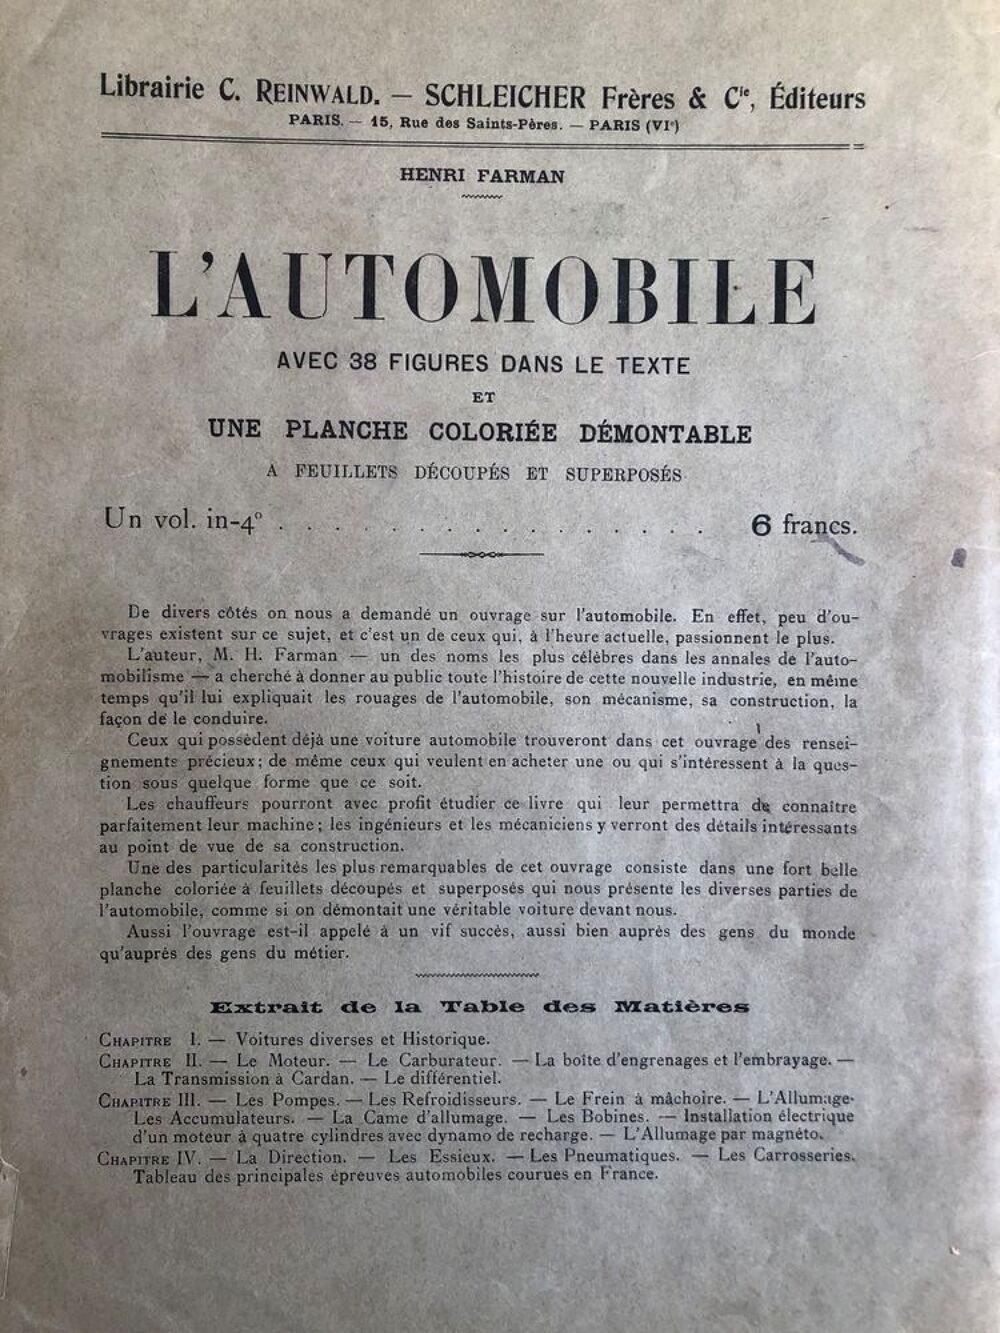 Librairie C. REINWALD. — SCHLEICHER Frères & Cie, Éditeurs
PARIS. — 15, Rue des Saints-Pères. — PARIS (VIe)
HENRI FARMAN
L'AUTOMOBILE
AVEC 38 FIGURES DANS LE TEXTE
ET
UNE PLANCHE COLORIÉE DÉMONTABLE
A FEUILLETS DÉCOUPÉS ET SUPERPOSÉS
Un vol. in-4° . . . . . . . . . . . . . . . . 6 francs.
De divers côtés on nous a demandé un ouvrage sur l'automobile. En effet, peu d'ou-
vrages existent sur ce sujet, et c'est un de ceux qui, à l'heure actuelle, passionnent le plus.
L'auteur, M. H. Farman — un des noms les plus célèbres dans les annales de l'auto-
mobilisme — a cherché à donner au public toute l'histoire de cette nouvelle industrie, en même
temps qu'il lui expliquait les rouages de l'automobile, son mécanisme, sa construction, la
façon de le conduire.
Ceux qui possèdent déjà une voiture automobile trouveront dans cet ouvrage des rensei-
gnements précieux; de même ceux qui veulent en acheter une ou qui s'intéressent à la ques-
tion sous quelque forme que ce soit.
Les chauffeurs pourront avec profit étudier ce livre qui leur permettra de connaître
parfaitement leur machine; les ingénieurs et les mécaniciens y verront des détails intéressants
au point de vue de sa construction.
Une des particularités les plus remarquables de cet ouvrage consiste dans une fort belle
planche coloriée à feuillets découpés et superposés qui nous présente les diverses parties de
l'automobile, comme si on démontait une véritable voiture devant nous.
Aussi l'ouvrage est-il appelé à un vif succès, aussi bien auprès des gens du monde
qu'auprès des gens du métier.
Extrait de la Table des Matières
CHAPITRE I. — Voitures diverses et Historique.
CHAPITRE II. — Le Moteur. — Le Carburateur. — La boîte d'engrenages et l'embrayage. —
La Transmission à Cardan. — Le différentiel.
CHAPITRE III. — Les Pompes. — Les Refroidisseurs. — Le Frein à mâchoire. — L'Allumage.
Les Accumulateurs. — La Came d'allumage. — Les Bobines. — Installation électrique
d'un moteur à quatre cylindres avec dynamo de recharge. — L'Allumage par magnéto.
CHAPITRE IV. — La Direction. — Les Essieux. — Les Pneumatiques. — Les Carrosseries.
Tableau des principales épreuves automobiles courues en France.